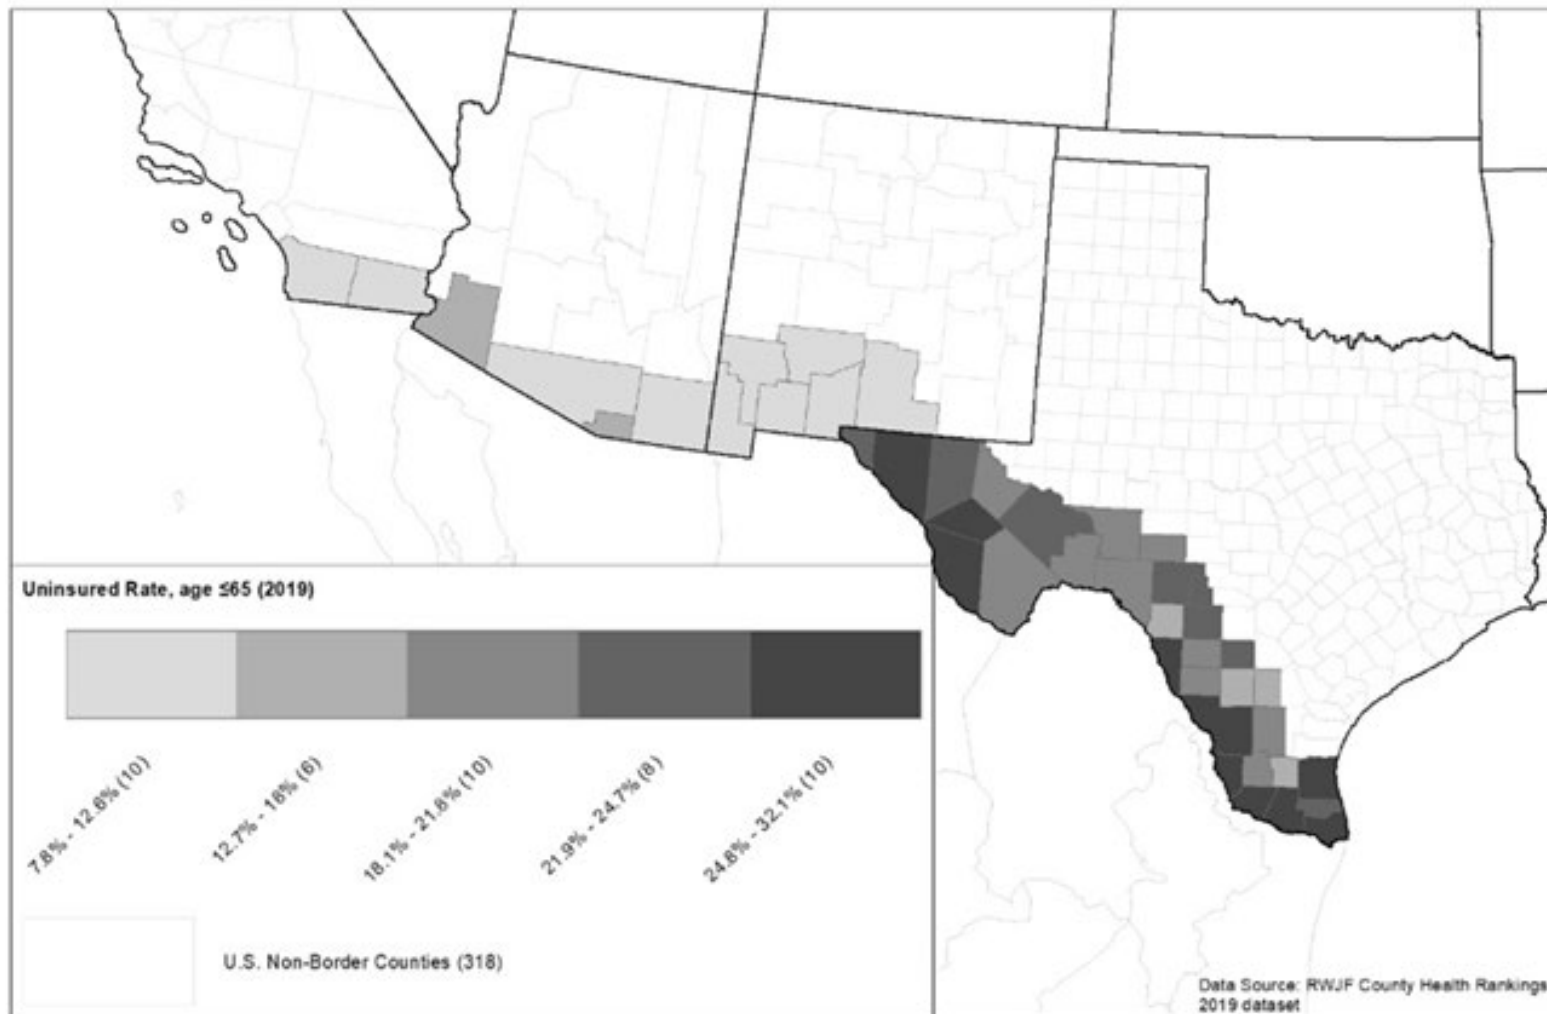 Uninsured Rate, age ≤65 (2019)
7.8% - 12.6% (10)
12.7% - 18% (6)
18.1% - 21.8% (10)
21.9% - 24.7% (8)
24.8% - 32.1% (10)
U.S. Non-Border Counties (318)
Data Source: RWJF County Health Rankings
2019 dataset